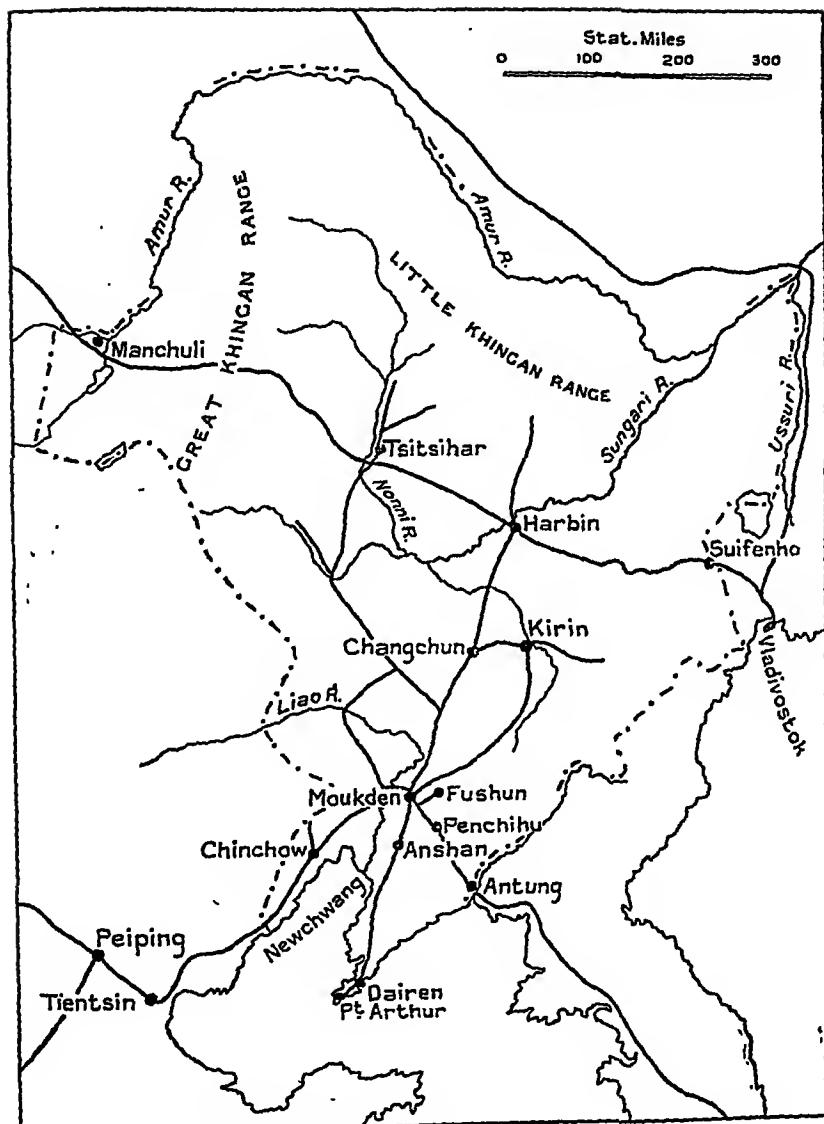 Stat. Miles
0 100 200 300
Amur R.
Amur R.
GREAT KHINGAN RANGE
LITTLE KHINGAN RANGE
Manchuli
Sungari R.
Ussuri R.
Tsitsihar
Nonni R.
Harbin
Suifenho
Changchun
Kirin
Vladivostok
Liao R.
Moukden
Fushun
Penchihu
Chinchow
Anshan
Antung
Newchwang
Peiping
Tientsin
Dairen
Pt. Arthur